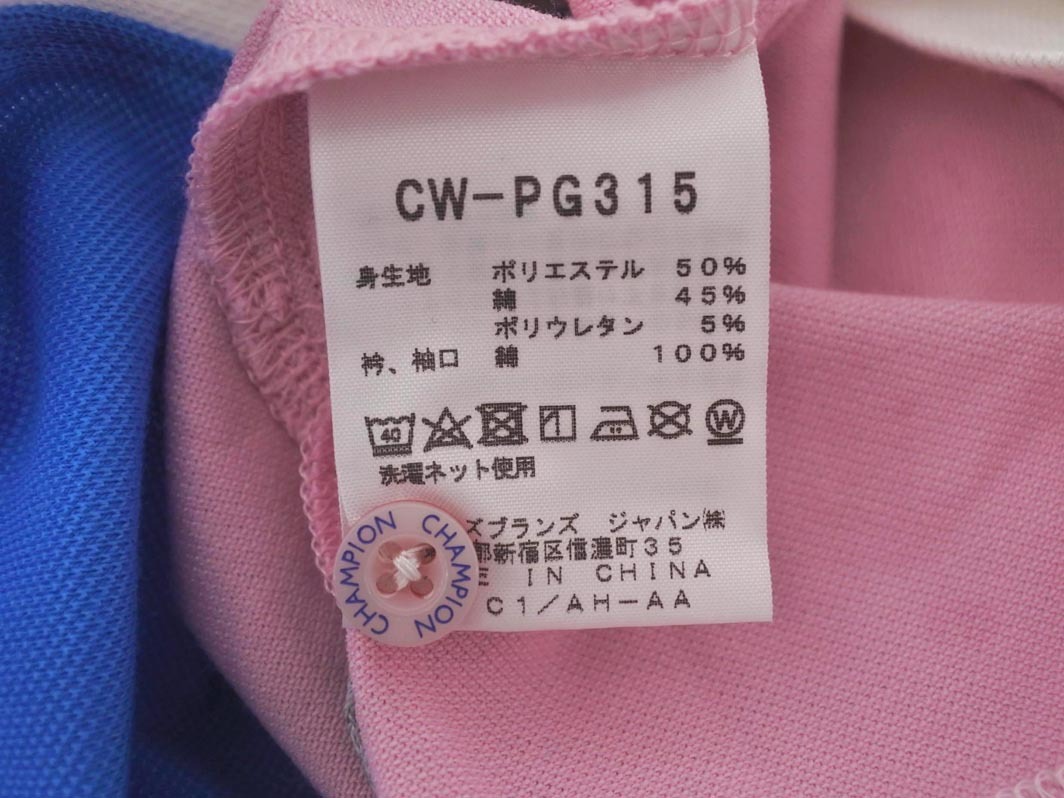 CW-PG315
身生地 ポリエステル 50%
綿 45%
ポリウレタン 5%
衿、袖口 綿 100%
40
W
洗濯ネット使用
ズブランズ ジャパン㈱
都新宿区信濃町35
IN CHINA
C1/AH-AA
CHAMPION CHAMPION